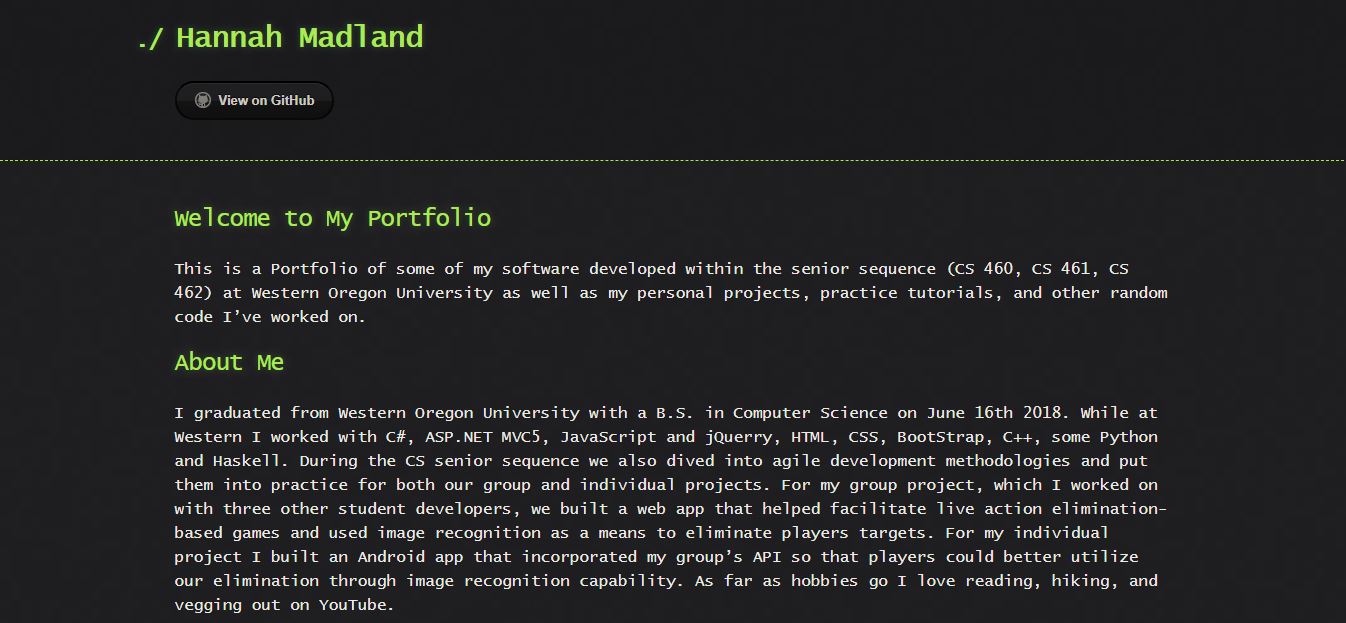 ./ Hannah Madland
View on GitHub
Welcome to My Portfolio
This is a Portfolio of some of my software developed within the senior sequence (CS 460, CS 461, CS
462) at Western Oregon University as well as my personal projects, practice tutorials, and other random
code I’ve worked on.
About Me
I graduated from Western Oregon University with a B.S. in Computer Science on June 16th 2018. While at
Western I worked with C#, ASP.NET MVC5, JavaScript and jQuerry, HTML, CSS, BootStrap, C++, some Python
and Haskell. During the CS senior sequence we also dived into agile development methodologies and put
them into practice for both our group and individual projects. For my group project, which I worked on
with three other student developers, we built a web app that helped facilitate live action elimination-
based games and used image recognition as a means to eliminate players targets. For my individual
project I built an Android app that incorporated my group’s API so that players could better utilize
our elimination through image recognition capability. As far as hobbies go I love reading, hiking, and
vegging out on YouTube.